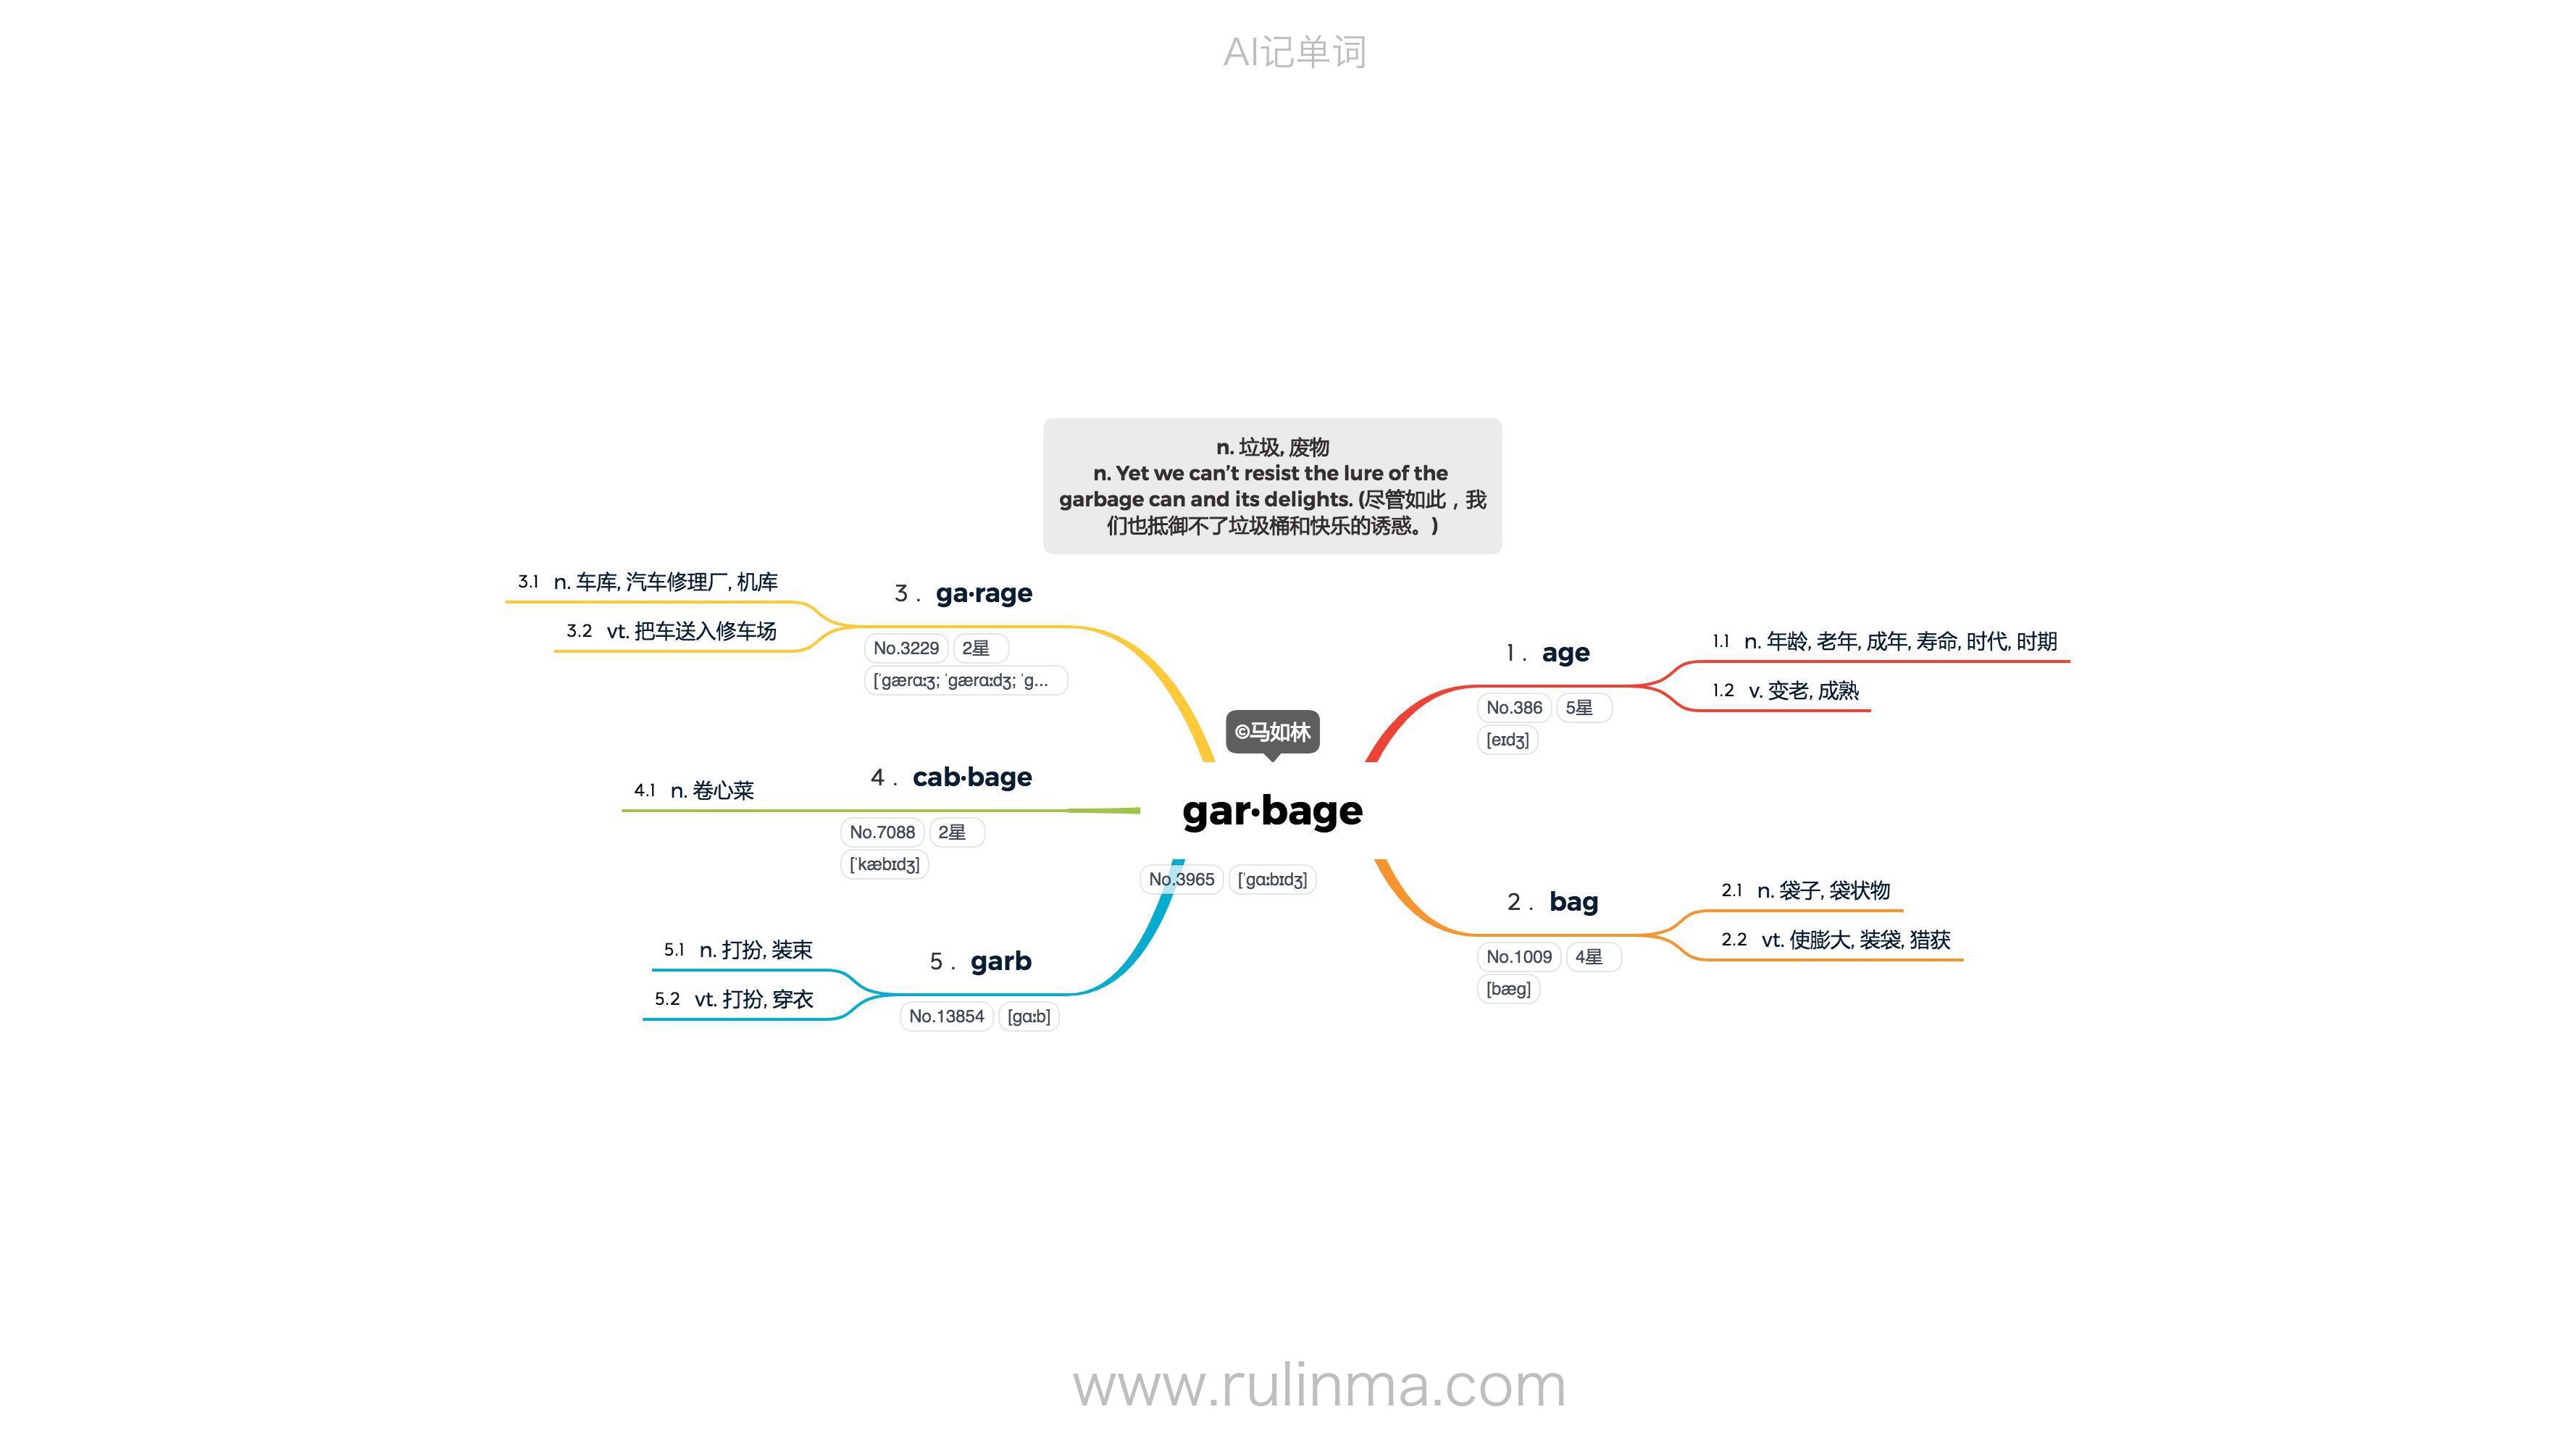 AI记单词
n. 垃圾, 废物
n. Yet we can’t resist the lure of the
garbage can and its delights. (尽管如此，我
们也抵御不了垃圾桶和快乐的诱惑。)
©马如林
gar·bage
No.3965 [ˈɡɑːbɪdʒ]
1. age
No.386 5星
[eɪdʒ]
1.1 n. 年龄, 老年, 成年, 寿命, 时代, 时期
1.2 v. 变老, 成熟
2. bag
No.1009 4星
[bæɡ]
2.1 n. 袋子, 袋状物
2.2 vt. 使膨大, 装袋, 猎获
3. ga·rage
No.3229 2星
[ˈɡærɑːʒ; ˈɡærɑːdʒ; ˈɡ...
3.1 n. 车库, 汽车修理厂, 机库
3.2 vt. 把车送入修车场
4. cab·bage
No.7088 2星
[ˈkæbɪdʒ]
4.1 n. 卷心菜
5. garb
No.13854 [ɡɑːb]
5.1 n. 打扮, 装束
5.2 vt. 打扮, 穿衣
www.rulinma.com